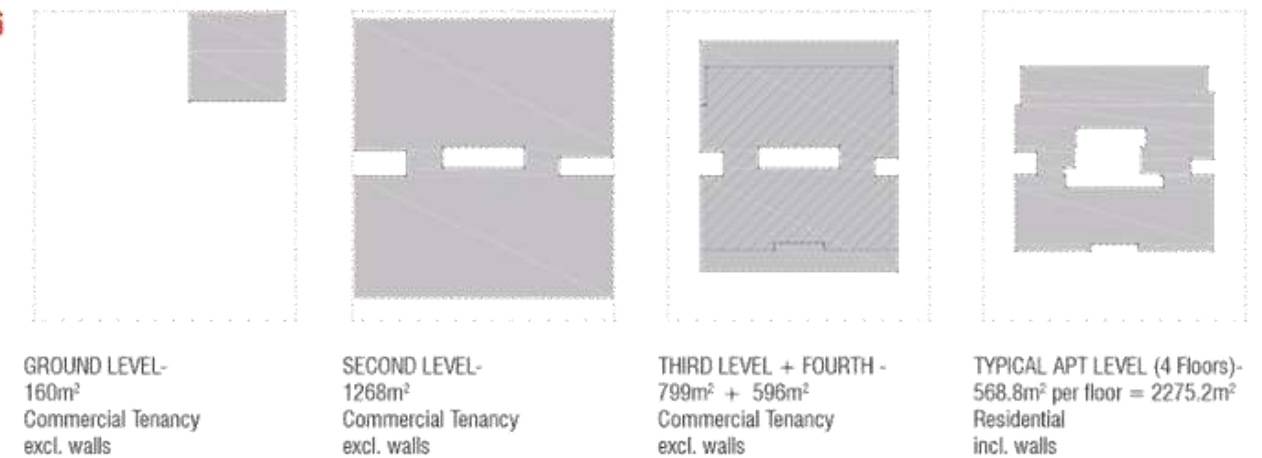 GROUND LEVEL-
160m²
Commercial Tenancy
excl. walls
SECOND LEVEL-
1268m²
Commercial Tenancy
excl. walls
THIRD LEVEL + FOURTH -
799m² + 596m²
Commercial Tenancy
excl. walls
TYPICAL APT LEVEL (4 Floors)-
568.8m² per floor = 2275.2m²
Residential
incl. walls